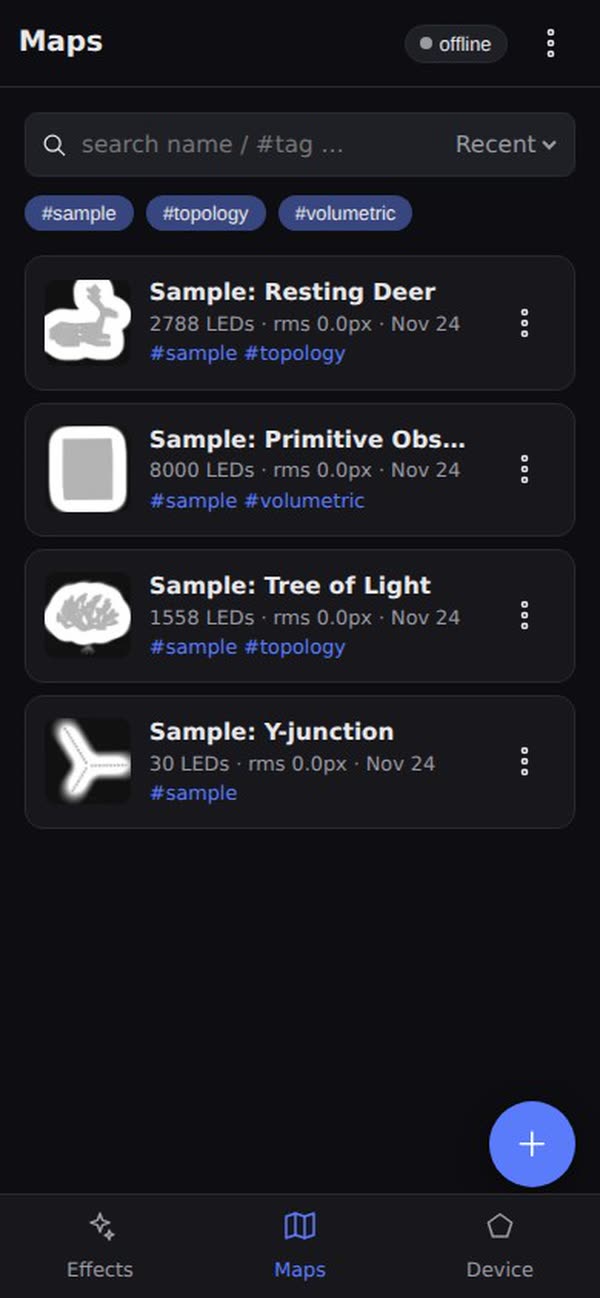 Maps
offline
search name / #tag ...
Recent
#sample
#topology
#volumetric
Sample: Resting Deer
2788 LEDs · rms 0.0px · Nov 24
#sample #topology
Sample: Primitive Obs…
8000 LEDs · rms 0.0px · Nov 24
#sample #volumetric
Sample: Tree of Light
1558 LEDs · rms 0.0px · Nov 24
#sample #topology
Sample: Y-junction
30 LEDs · rms 0.0px · Nov 24
#sample
Effects
Maps
Device